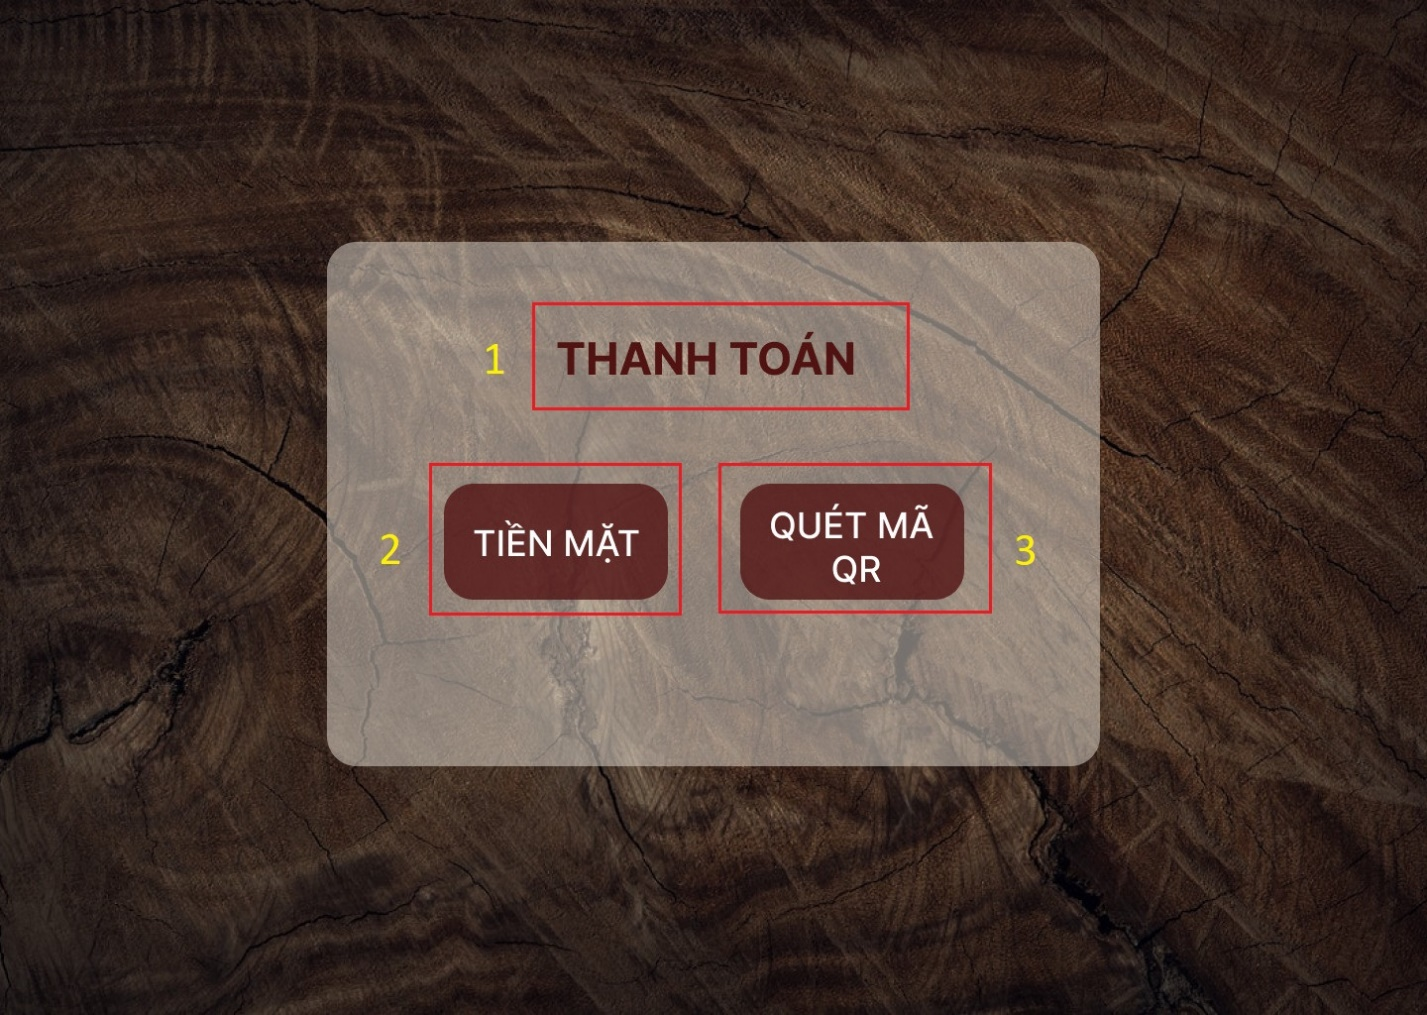 1 THANH TOÁN
2 TIỀN MẶT
QUÉT MÃ
QR
3